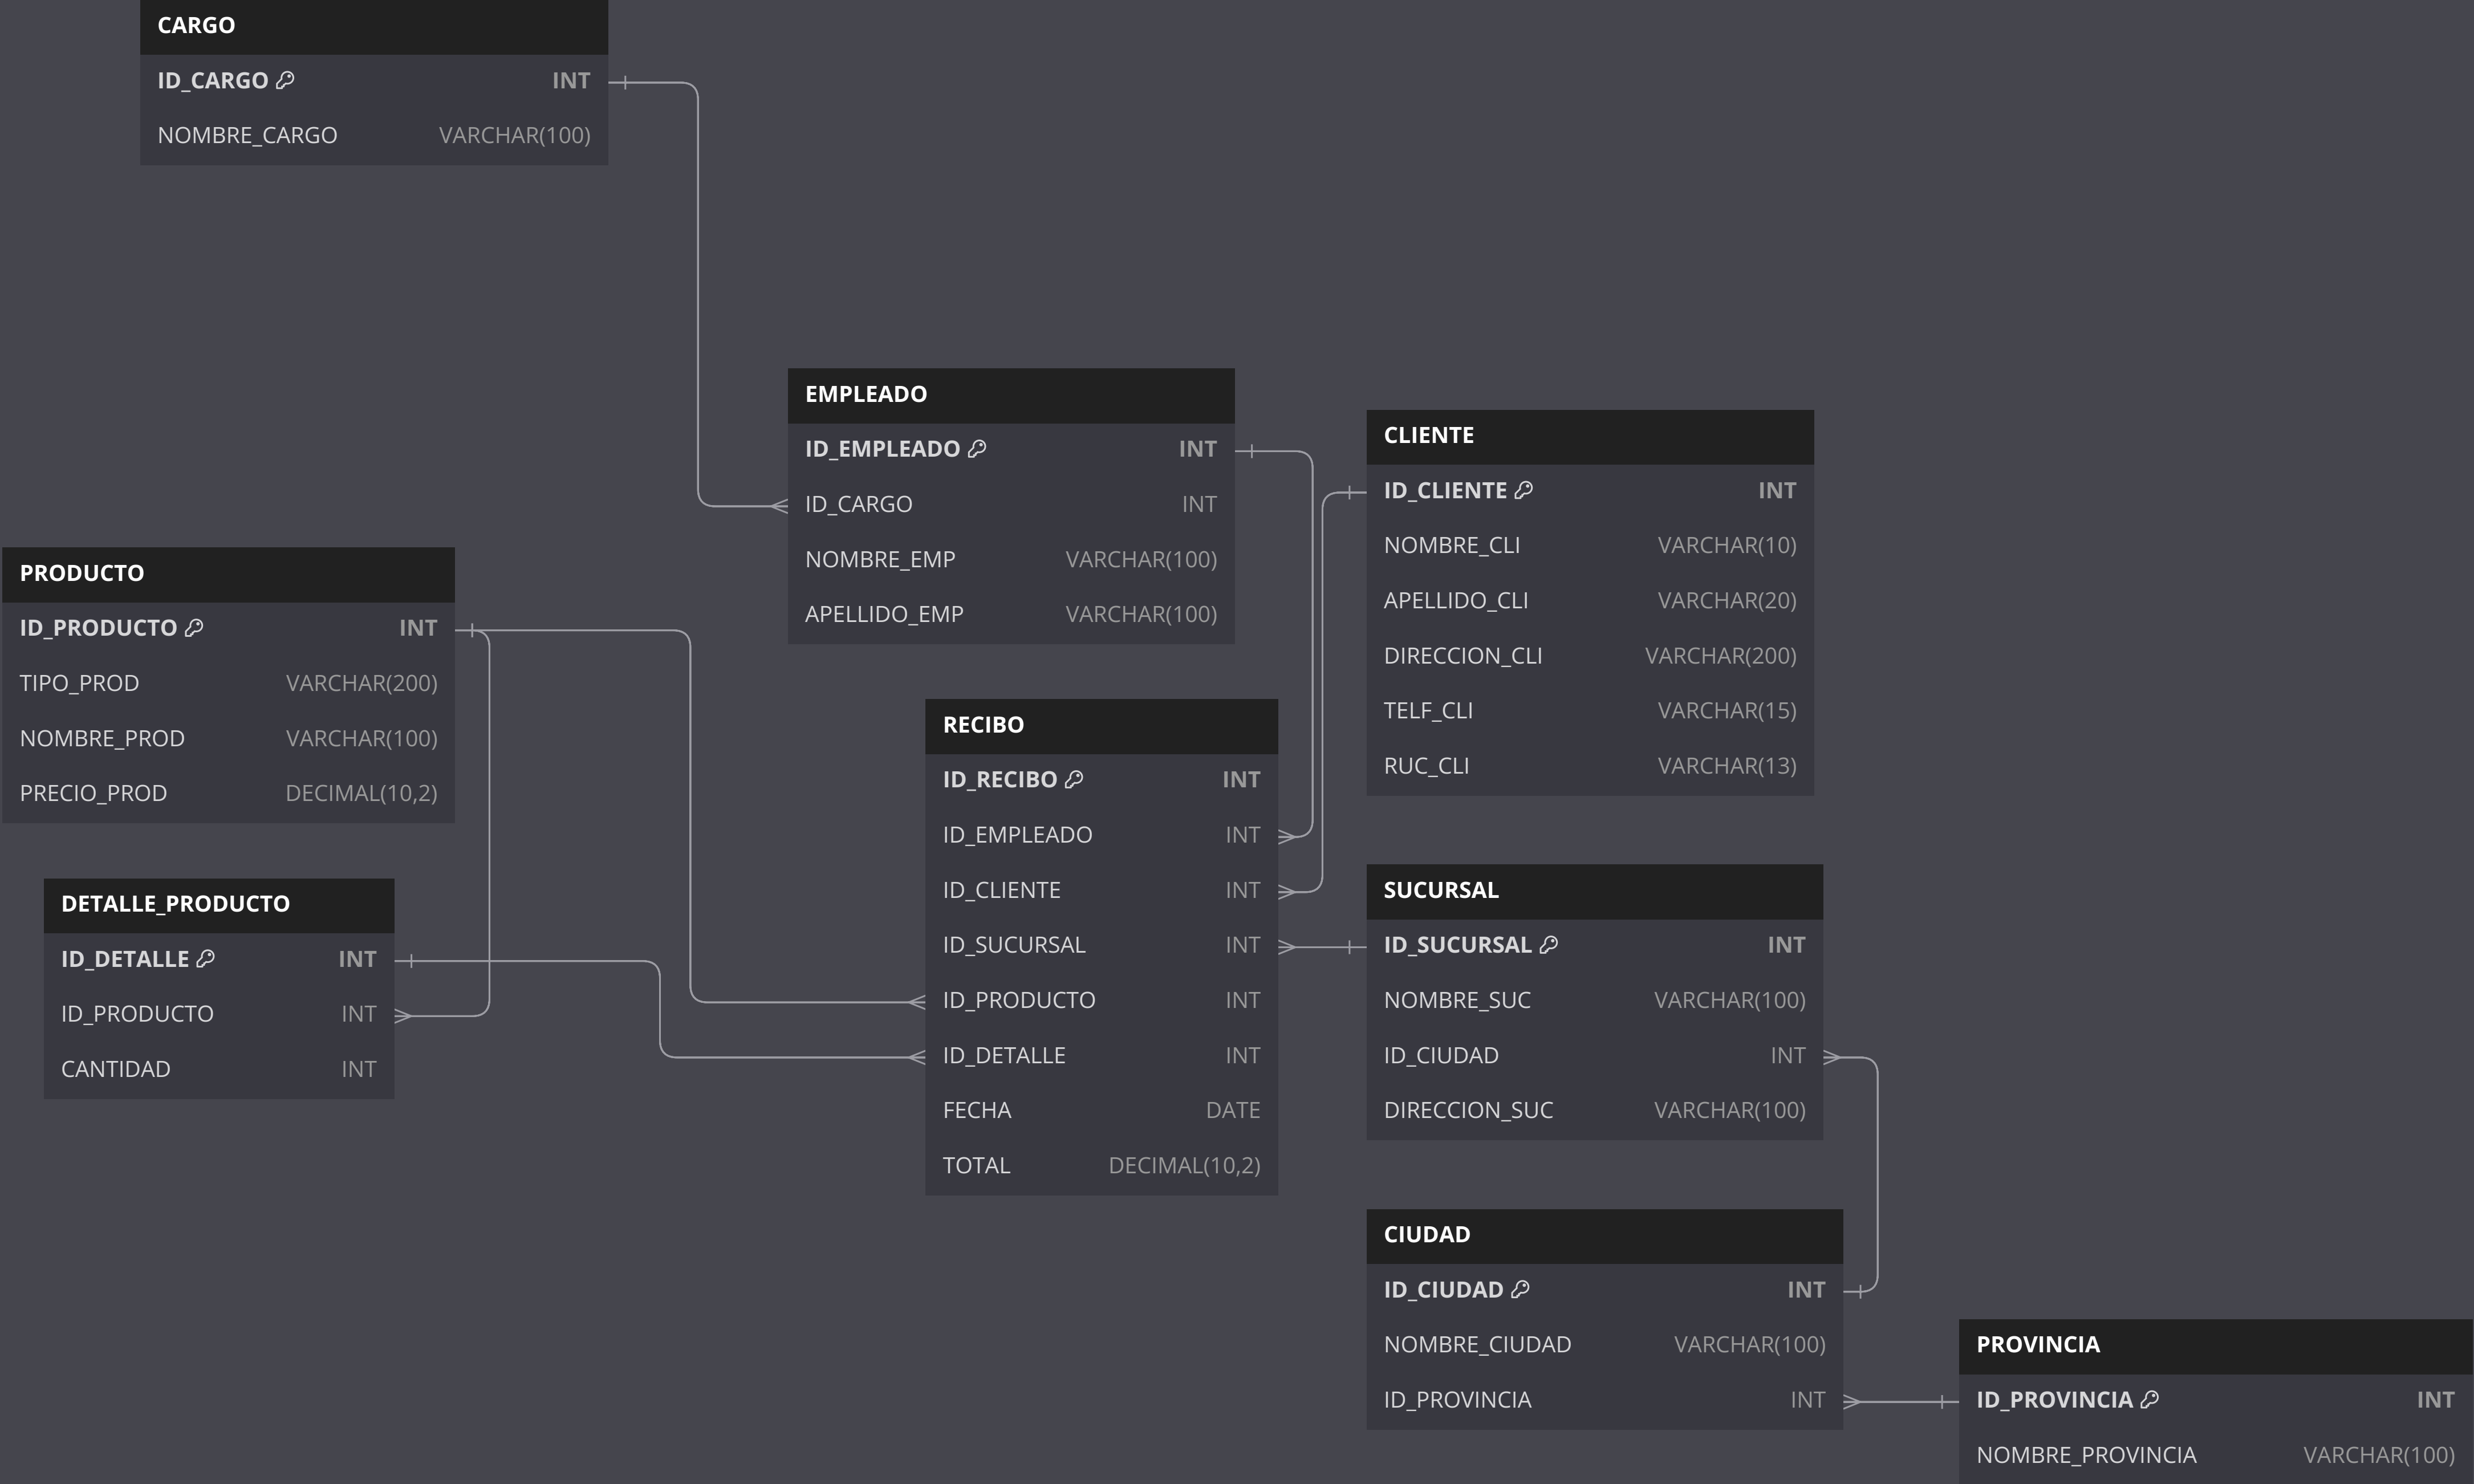 CARGO
ID_CARGO INT
NOMBRE_CARGO VARCHAR(100)
EMPLEADO
ID_EMPLEADO INT
ID_CARGO INT
NOMBRE_EMP VARCHAR(100)
APELLIDO_EMP VARCHAR(100)
CLIENTE
ID_CLIENTE INT
NOMBRE_CLI VARCHAR(10)
APELLIDO_CLI VARCHAR(20)
DIRECCION_CLI VARCHAR(200)
TELF_CLI VARCHAR(15)
RUC_CLI VARCHAR(13)
PRODUCTO
ID_PRODUCTO INT
TIPO_PROD VARCHAR(200)
NOMBRE_PROD VARCHAR(100)
PRECIO_PROD DECIMAL(10,2)
RECIBO
ID_RECIBO INT
ID_EMPLEADO INT
ID_CLIENTE INT
ID_SUCURSAL INT
ID_PRODUCTO INT
ID_DETALLE INT
FECHA DATE
TOTAL DECIMAL(10,2)
DETALLE_PRODUCTO
ID_DETALLE INT
ID_PRODUCTO INT
CANTIDAD INT
SUCURSAL
ID_SUCURSAL INT
NOMBRE_SUC VARCHAR(100)
ID_CIUDAD INT
DIRECCION_SUC VARCHAR(100)
CIUDAD
ID_CIUDAD INT
NOMBRE_CIUDAD VARCHAR(100)
ID_PROVINCIA INT
PROVINCIA
ID_PROVINCIA INT
NOMBRE_PROVINCIA VARCHAR(100)